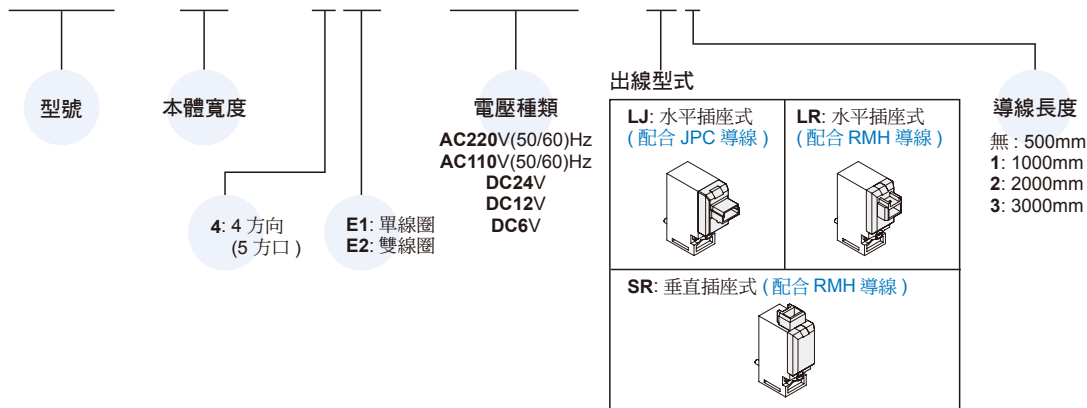 型號
本體寬度
4: 4 方向
(5 方口 )
E1: 單線圈
E2: 雙線圈
電壓種類
AC220V(50/60)Hz
AC110V(50/60)Hz
DC24V
DC12V
DC6V
出線型式
LJ: 水平插座式
( 配合 JPC 導線 )
LR: 水平插座式
( 配合 RMH 導線 )
SR: 垂直插座式 ( 配合 RMH 導線 )
導線長度
無 : 500mm
1: 1000mm
2: 2000mm
3: 3000mm